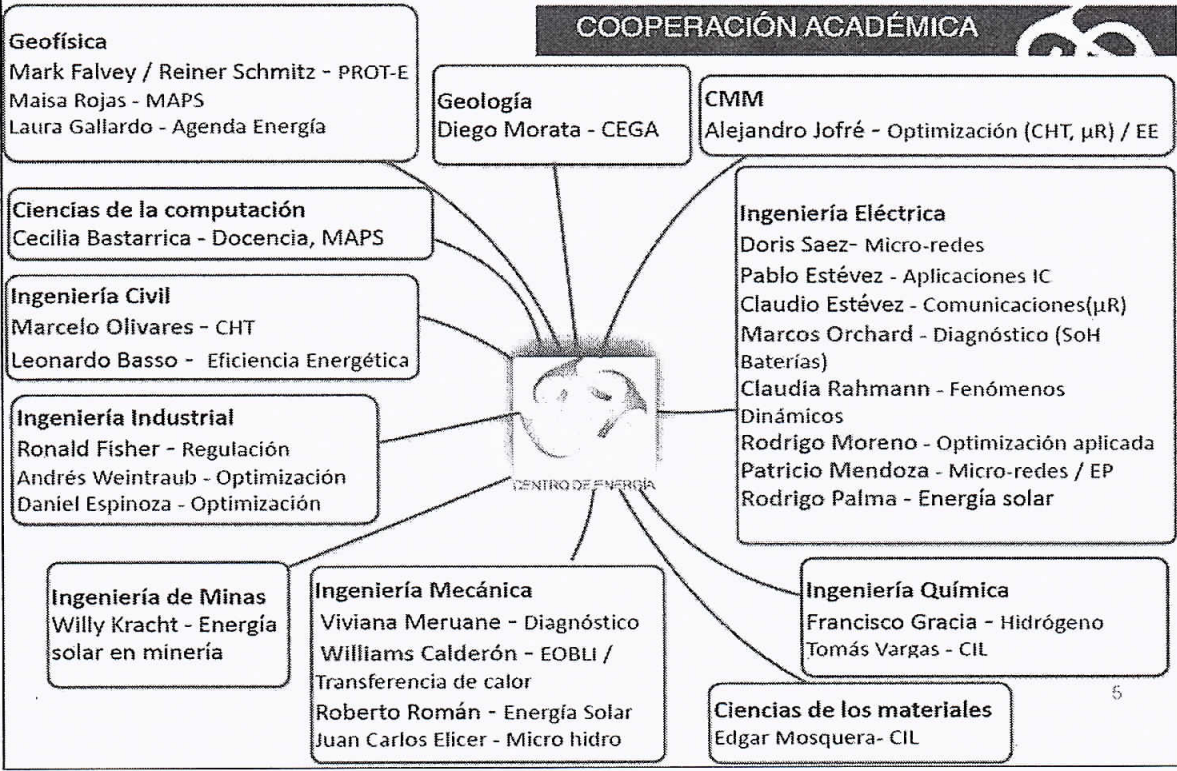 COOPERACIÓN ACADÉMICA
Geofísica
Mark Falvey / Reiner Schmitz - PROT-E
Maisa Rojas - MAPS
Laura Gallardo - Agenda Energía
Geología
Diego Morata - CEGA
CMM
Alejandro Jofré - Optimización (CHT, µR) / EE
Ciencias de la computación
Cecilia Bastarrica - Docencia, MAPS
Ingeniería Civil
Marcelo Olivares - CHT
Leonardo Basso - Eficiencia Energética
Ingeniería Industrial
Ronald Fisher - Regulación
Andrés Weintraub - Optimización
Daniel Espinoza - Optimización
Ingeniería Eléctrica
Doris Saez- Micro-redes
Pablo Estévez - Aplicaciones IC
Claudio Estévez - Comunicaciones(µR)
Marcos Orchard - Diagnóstico (SoH
Baterías)
Claudia Rahmann - Fenómenos
Dinámicos
Rodrigo Moreno - Optimización aplicada
Patricio Mendoza - Micro-redes / EP
Rodrigo Palma - Energía solar
CENTRO DE ENERGÍA
Ingeniería de Minas
Willy Kracht - Energía
solar en minería
Ingeniería Mecánica
Viviana Meruane - Diagnóstico
Williams Calderón - EOBLI /
Transferencia de calor
Roberto Román - Energía Solar
Juan Carlos Elicer - Micro hidro
Ingeniería Química
Francisco Gracia - Hidrógeno
Tomás Vargas - CIL
Ciencias de los materiales
Edgar Mosquera- CIL
5